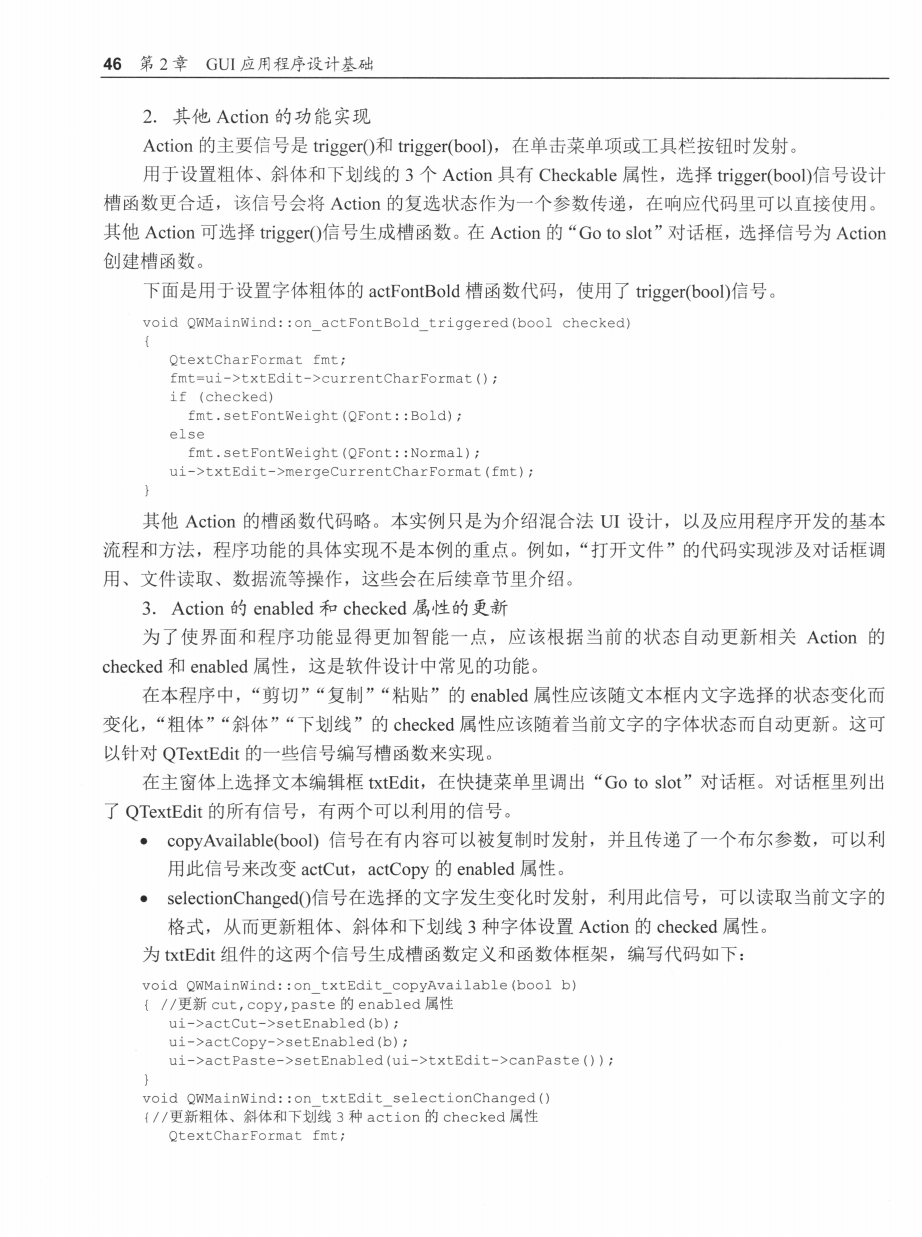 46 第 2 章 GUI 应用程序设计基础
2. 其他 Action 的功能实现
Action 的主要信号是 trigger()和 trigger(bool)，在单击菜单项或工具栏按钮时发射。
用于设置粗体、斜体和下划线的 3 个 Action 具有 Checkable 属性，选择 trigger(bool)信号设计
槽函数更合适，该信号会将 Action 的复选状态作为一个参数传递，在响应代码里可以直接使用。
其他 Action 可选择 trigger()信号生成槽函数。在 Action 的“Go to slot”对话框，选择信号为 Action
创建槽函数。
下面是用于设置字体粗体的 actFontBold 槽函数代码，使用了 trigger(bool)信号。
void QWMainWind::on_actFontBold_triggered(bool checked)
{
QtextCharFormat fmt;
fmt=ui->txtEdit->currentCharFormat();
if (checked)
fmt.setFontWeight(QFont::Bold);
else
fmt.setFontWeight(QFont::Normal);
ui->txtEdit->mergeCurrentCharFormat(fmt);
}
其他 Action 的槽函数代码略。本实例只是为介绍混合法 UI 设计，以及应用程序开发的基本
流程和方法，程序功能的具体实现不是本例的重点。例如，“打开文件”的代码实现涉及对话框调
用、文件读取、数据流等操作，这些会在后续章节里介绍。
3. Action 的 enabled 和 checked 属性的更新
为了使界面和程序功能显得更加智能一点，应该根据当前的状态自动更新相关 Action 的
checked 和 enabled 属性，这是软件设计中常见的功能。
在本程序中，“剪切”“复制”“粘贴”的 enabled 属性应该随文本框内文字选择的状态变化而
变化，“粗体”“斜体”“下划线”的 checked 属性应该随着当前文字的字体状态而自动更新。这可
以针对 QTextEdit 的一些信号编写槽函数来实现。
在主窗体上选择文本编辑框 txtEdit，在快捷菜单里调出“Go to slot”对话框。对话框里列出
了 QTextEdit 的所有信号，有两个可以利用的信号。
● copyAvailable(bool) 信号在有内容可以被复制时发射，并且传递了一个布尔参数，可以利
用此信号来改变 actCut，actCopy 的 enabled 属性。
● selectionChanged()信号在选择的文字发生变化时发射，利用此信号，可以读取当前文字的
格式，从而更新粗体、斜体和下划线 3 种字体设置 Action 的 checked 属性。
为 txtEdit 组件的这两个信号生成槽函数定义和函数体框架，编写代码如下：
void QWMainWind::on_txtEdit_copyAvailable(bool b)
{ //更新 cut,copy,paste 的 enabled 属性
ui->actCut->setEnabled(b);
ui->actCopy->setEnabled(b);
ui->actPaste->setEnabled(ui->txtEdit->canPaste());
}
void QWMainWind::on_txtEdit_selectionChanged()
{//更新粗体、斜体和下划线 3 种 action 的 checked 属性
QtextCharFormat fmt;